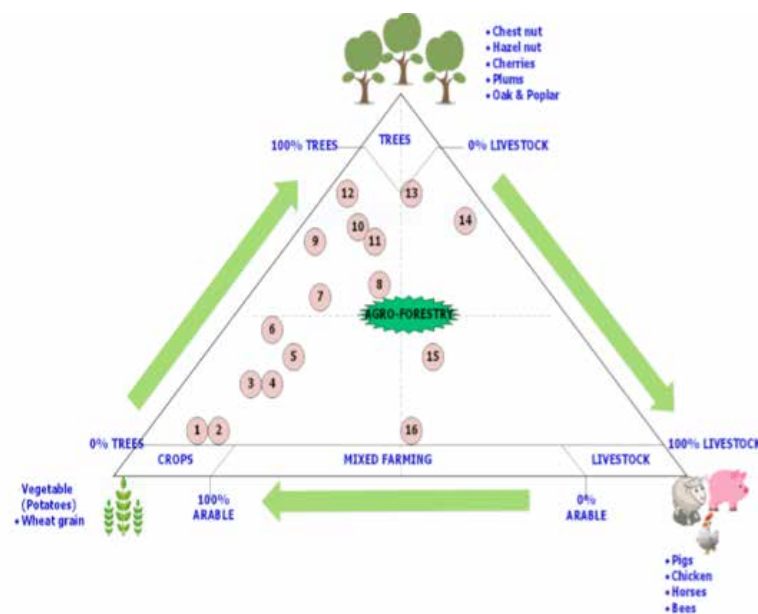 • Chest nut
• Hazel nut
• Cherries
• Plums
• Oak & Poplar
100% TREES
TREES
0% LIVESTOCK
12
13
14
10
11
9
8
7
AGRO-FORESTRY
6
5
15
3
4
1
2
16
0% TREES
100% LIVESTOCK
CROPS
MIXED FARMING
LIVESTOCK
Vegetable
(Potatoes)
• Wheat grain
100%
ARABLE
0%
ARABLE
• Pigs
• Chicken
• Horses
• Bees